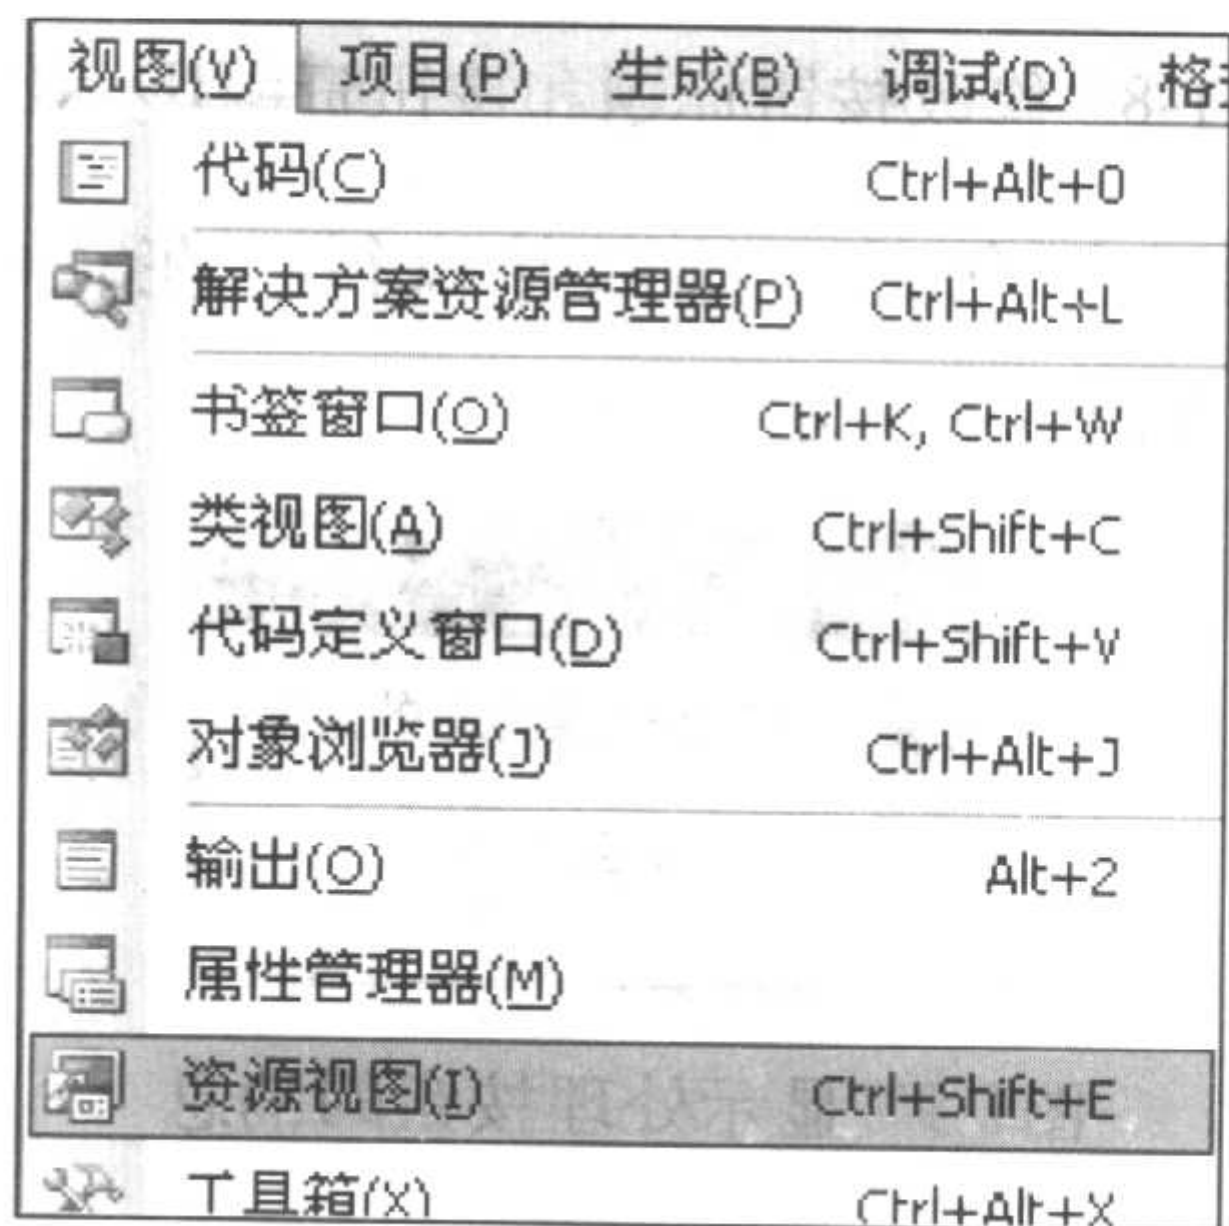 视图(V) 项目(P) 生成(B) 调试(D) 格
代码(C) Ctrl+Alt+0
解决方案资源管理器(P) Ctrl+Alt+L
书签窗口(O) Ctrl+K, Ctrl+W
类视图(A) Ctrl+Shift+C
代码定义窗口(D) Ctrl+Shift+V
对象浏览器(J) Ctrl+Alt+J
输出(O) Alt+2
属性管理器(M)
资源视图(I) Ctrl+Shift+E
工具箱(X) Ctrl+Alt+X